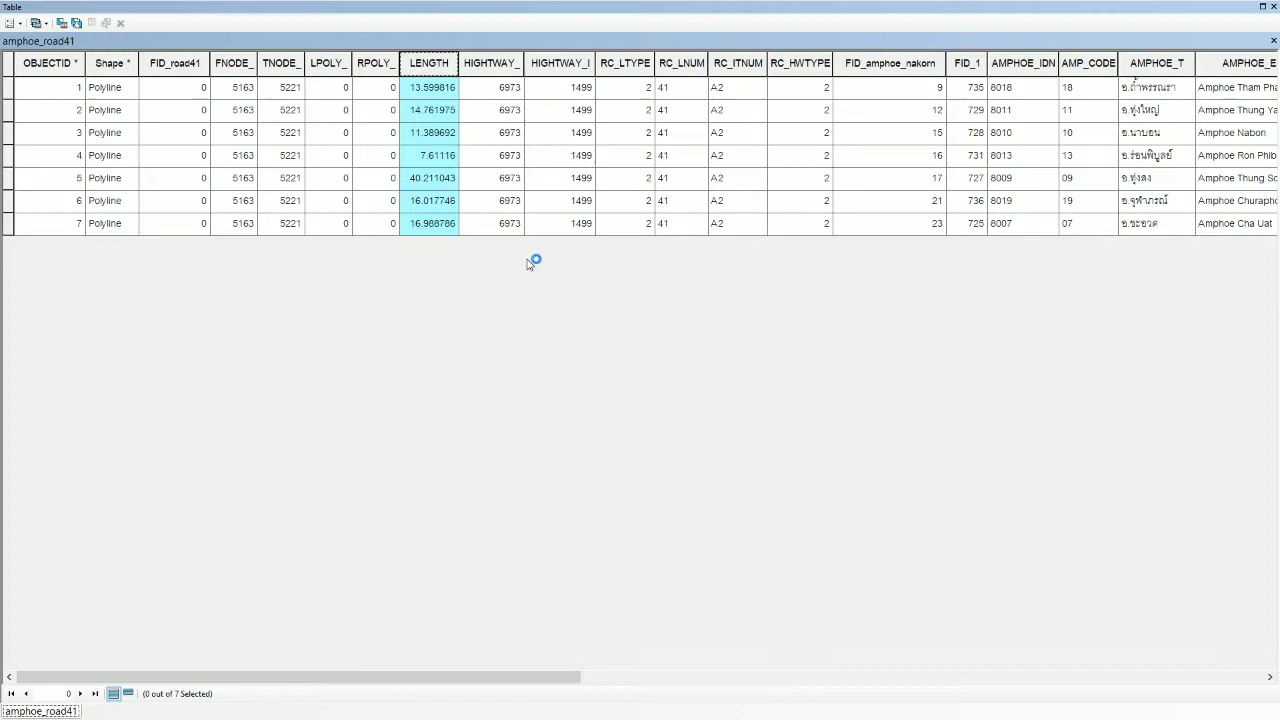 Table
amphoe_road41
OBJECTID * Shape * FID_road41 FNODE_ TNODE_ LPOLY_ RPOLY_ LENGTH HIGHTWAY_ HIGHTWAY_I RC_LTYPE RC_LNUM RC_ITNUM RC_HWTYPE FID_amphoe_nakorn FID_1 AMPHOE_IDN AMP_CODE AMPHOE_T AMPHOE_E
1 Polyline 0 5163 5221 0 0 13.599816 6973 1499 2 41 A2 2 9 735 8018 18 อ.ถ้ำพรรณรา Amphoe Tham Pha
2 Polyline 0 5163 5221 0 0 14.761975 6973 1499 2 41 A2 2 12 729 8011 11 อ.ทุ่งใหญ่ Amphoe Thung Ya
3 Polyline 0 5163 5221 0 0 11.389692 6973 1499 2 41 A2 2 15 728 8010 10 อ.นาบอน Amphoe Nabon
4 Polyline 0 5163 5221 0 0 7.61116 6973 1499 2 41 A2 2 16 731 8013 13 อ.ร่อนพิบูลย์ Amphoe Ron Phib
5 Polyline 0 5163 5221 0 0 40.211043 6973 1499 2 41 A2 2 17 727 8009 09 อ.ทุ่งสง Amphoe Thung So
6 Polyline 0 5163 5221 0 0 16.017746 6973 1499 2 41 A2 2 21 736 8019 19 อ.จุฬาภรณ์ Amphoe Churapho
7 Polyline 0 5163 5221 0 0 16.988786 6973 1499 2 41 A2 2 23 725 8007 07 อ.ชะอวด Amphoe Cha Uat
0 (0 out of 7 Selected)
amphoe_road41